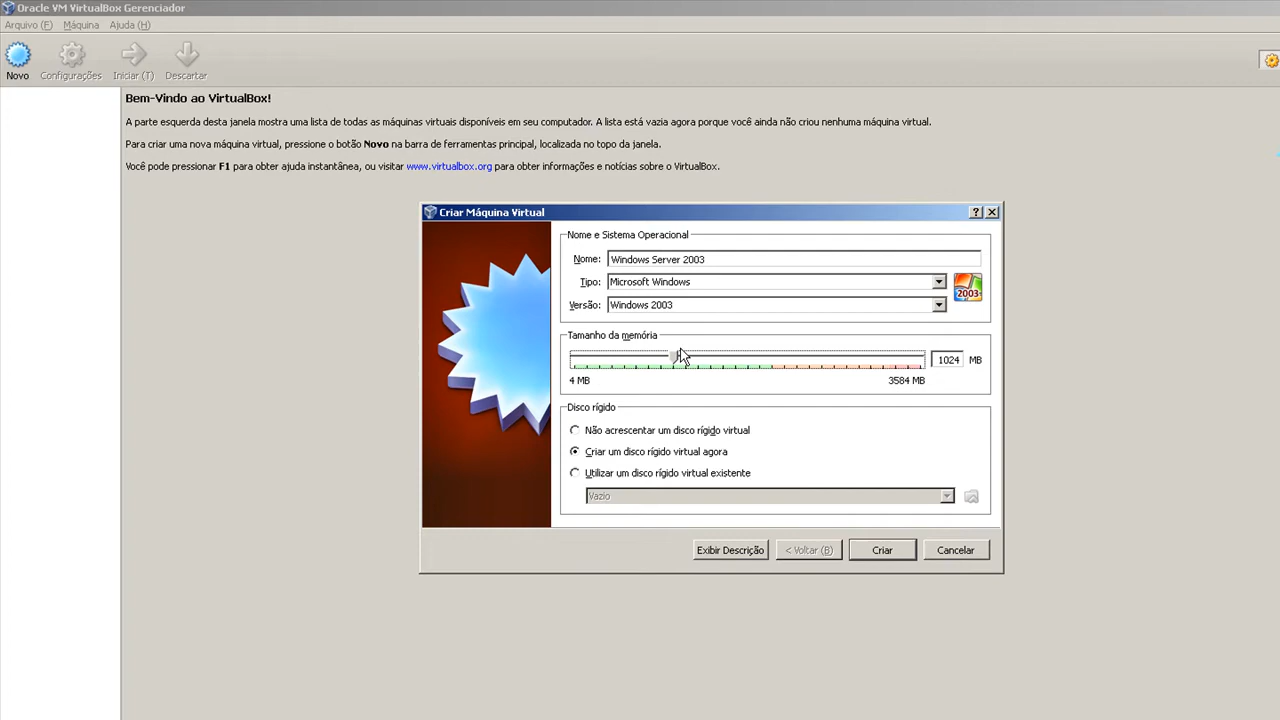 Oracle VM VirtualBox Gerenciador
Arquivo (F) Máquina Ajuda (H)
Novo Configurações Iniciar (T) Descartar
Bem-Vindo ao VirtualBox!
A parte esquerda desta janela mostra uma lista de todas as máquinas virtuais disponíveis em seu computador. A lista está vazia agora porque você ainda não criou nenhuma máquina virtual.
Para criar uma nova máquina virtual, pressione o botão Novo na barra de ferramentas principal, localizada no topo da janela.
Você pode pressionar F1 para obter ajuda instantânea, ou visitar www.virtualbox.org para obter informações e notícias sobre o VirtualBox.
Criar Máquina Virtual
Nome e Sistema Operacional
Nome: Windows Server 2003
Tipo: Microsoft Windows
2003
Versão: Windows 2003
Tamanho da memória
1024 MB
4 MB 3584 MB
Disco rígido
Não acrescentar um disco rígido virtual
Criar um disco rígido virtual agora
Utilizar um disco rígido virtual existente
Vazio
Exibir Descrição < Voltar (B) Criar Cancelar